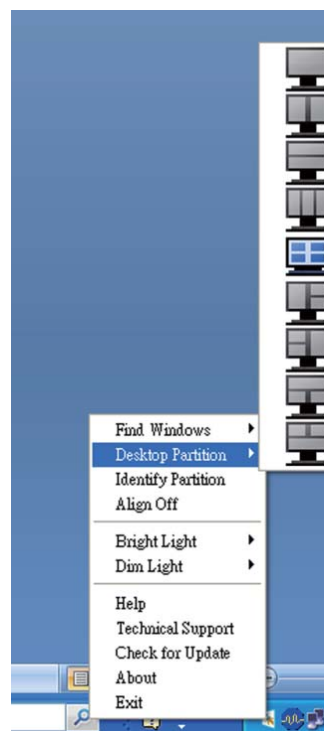 Find Windows
Desktop Partition
Identify Partition
Align Off
Bright Light
Dim Light
Help
Technical Support
Check for Update
About
Exit